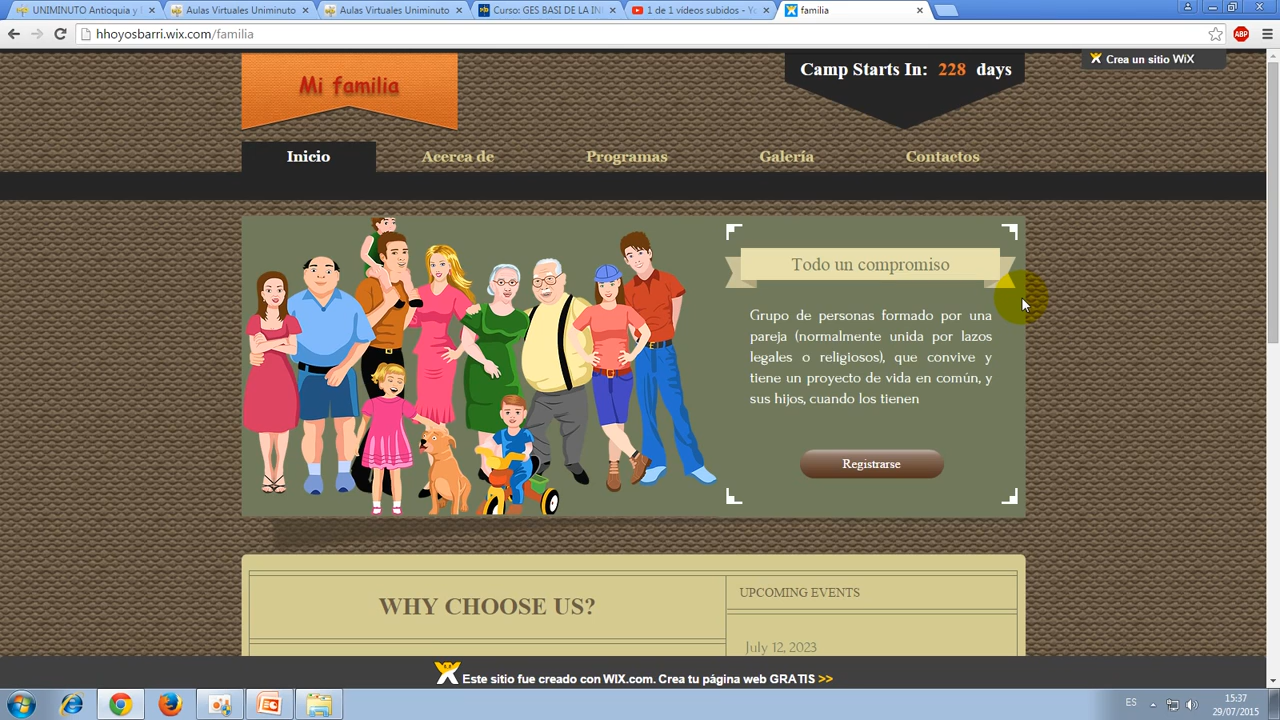 UNIMINUTO Antioquia y
Aulas Virtuales Uniminuto
Aulas Virtuales Uniminuto
Curso: GES BASI DE LA IN
1 de 1 vídeos subidos - Yo
familia
hhoyosbarri.wix.com/familia
ABP
Mi familia
Camp Starts In: 228 days
Crea un sitio WiX
Inicio
Acerca de
Programas
Galería
Contactos
Todo un compromiso
Grupo de personas formado por una
pareja (normalmente unida por lazos
legales o religiosos), que convive y
tiene un proyecto de vida en común, y
sus hijos, cuando los tienen
Registrarse
WHY CHOOSE US?
UPCOMING EVENTS
July 12, 2023
Este sitio fue creado con WIX.com. Crea tu página web GRATIS >>
ES
15:37
29/07/2015